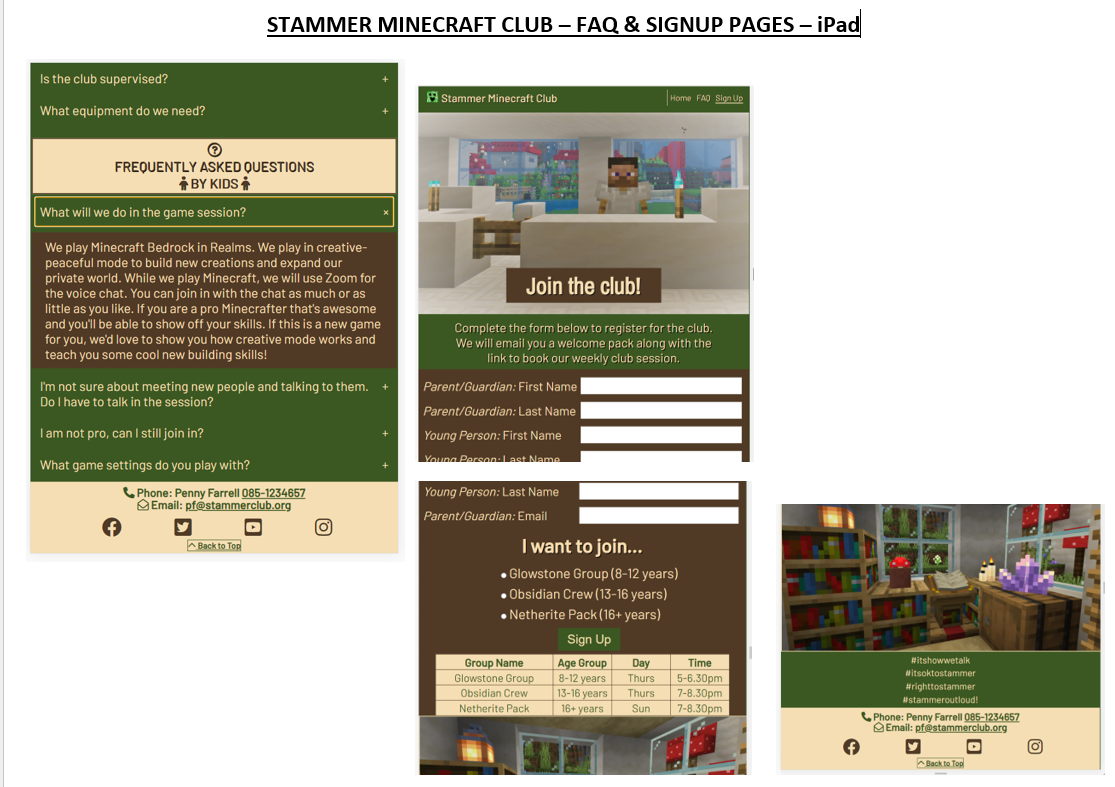 STAMMER MINECRAFT CLUB – FAQ & SIGNUP PAGES – iPad
Is the club supervised? +
What equipment do we need? +
FREQUENTLY ASKED QUESTIONS
BY KIDS
What will we do in the game session? ×
We play Minecraft Bedrock in Realms. We play in creative-
peaceful mode to build new creations and expand our
private world. While we play Minecraft, we will use Zoom for
the voice chat. You can join in with the chat as much or as
little as you like. If you are a pro Minecrafter that's awesome
and you'll be able to show off your skills. If this is a new game
for you, we'd love to show you how creative mode works and
teach you some cool new building skills!
I'm not sure about meeting new people and talking to them. +
Do I have to talk in the session?
I am not pro, can I still join in? +
What game settings do you play with? +
Phone: Penny Farrell 085-1234657
Email: pf@stammerclub.org
Back to Top
Stammer Minecraft Club Home FAQ Sign Up
Join the club!
Complete the form below to register for the club.
We will email you a welcome pack along with the
link to book our weekly club session.
Parent/Guardian: First Name
Parent/Guardian: Last Name
Young Person: First Name
Young Person: Last Name
Young Person: Last Name
Parent/Guardian: Email
I want to join...
Glowstone Group (8-12 years)
Obsidian Crew (13-16 years)
Netherite Pack (16+ years)
Sign Up
Group Name Age Group Day Time
Glowstone Group 8-12 years Thurs 5-6.30pm
Obsidian Crew 13-16 years Thurs 7-8.30pm
Netherite Pack 16+ years Sun 7-8.30pm
#itshowwetalk
#itsoktostammer
#righttostammer
#stammeroutloud!
Phone: Penny Farrell 085-1234657
Email: pf@stammerclub.org
Back to Top